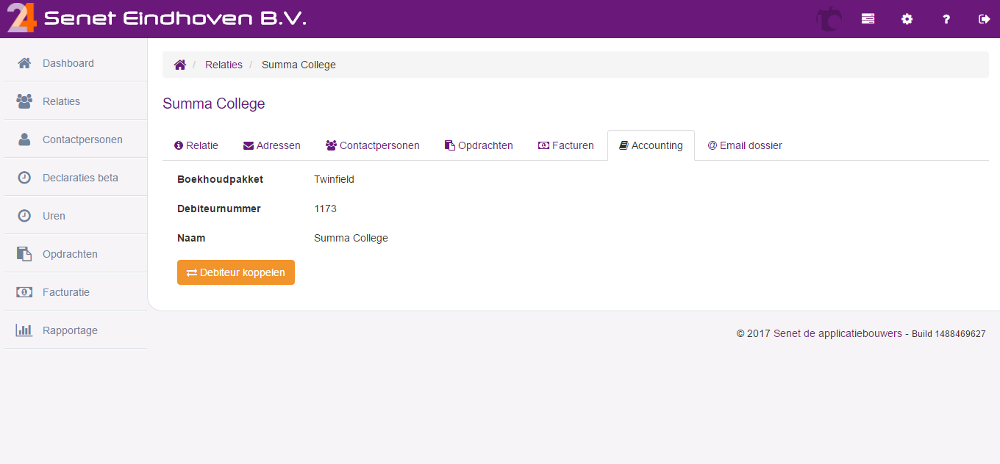 24 Senet Eindhoven B.V.
Dashboard
Relaties
Contactpersonen
Declaraties beta
Uren
Opdrachten
Facturatie
Rapportage
/ Relaties / Summa College
Summa College
Relatie Adressen Contactpersonen Opdrachten Facturen Accounting @ Email dossier
Boekhoudpakket Twinfield
Debiteurnummer 1173
Naam Summa College
Debiteur koppelen
© 2017 Senet de applicatiebouwers - Build 1488469627